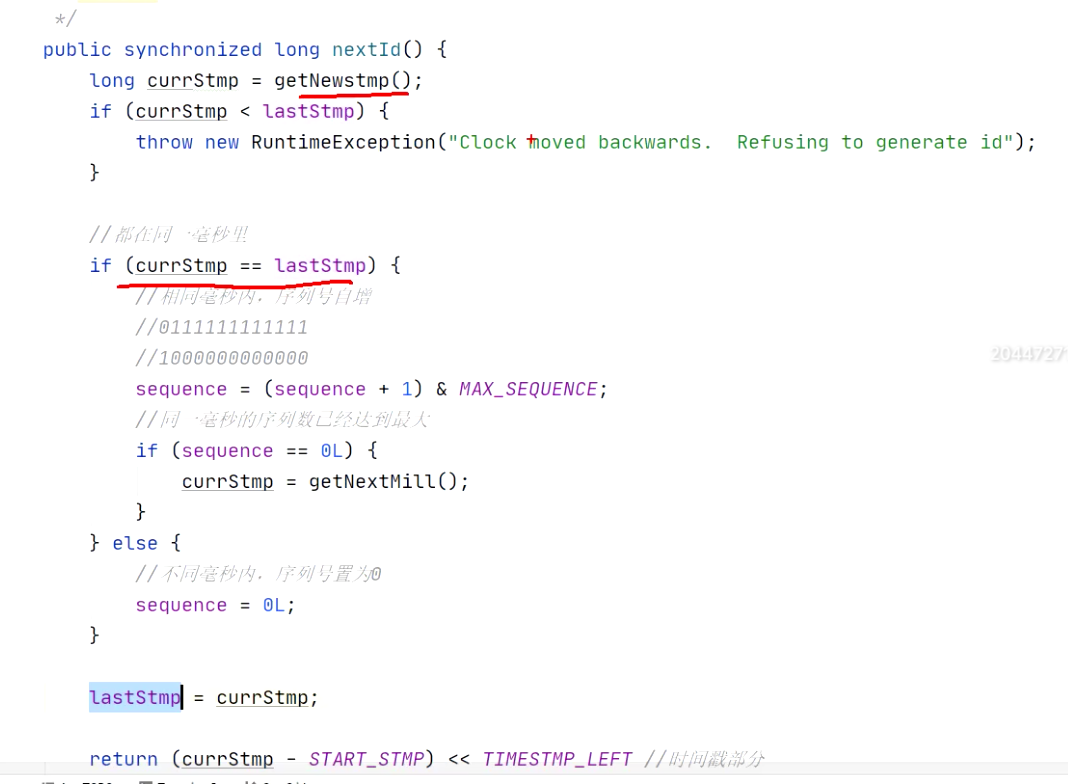 */
public synchronized long nextId() {
long currStmp = getNewstmp();
if (currStmp < lastStmp) {
throw new RuntimeException("Clock moved backwards.  Refusing to generate id");
}
//都在同一毫秒里
if (currStmp == lastStmp) {
//相同毫秒内，序列号自增
//0111111111111
//1000000000000
sequence = (sequence + 1) & MAX_SEQUENCE;
//同一毫秒的序列数已经达到最大
if (sequence == 0L) {
currStmp = getNextMill();
}
} else {
//不同毫秒内，序列号置为0
sequence = 0L;
}
lastStmp = currStmp;
return (currStmp - START_STMP) << TIMESTMP_LEFT //时间戳部分